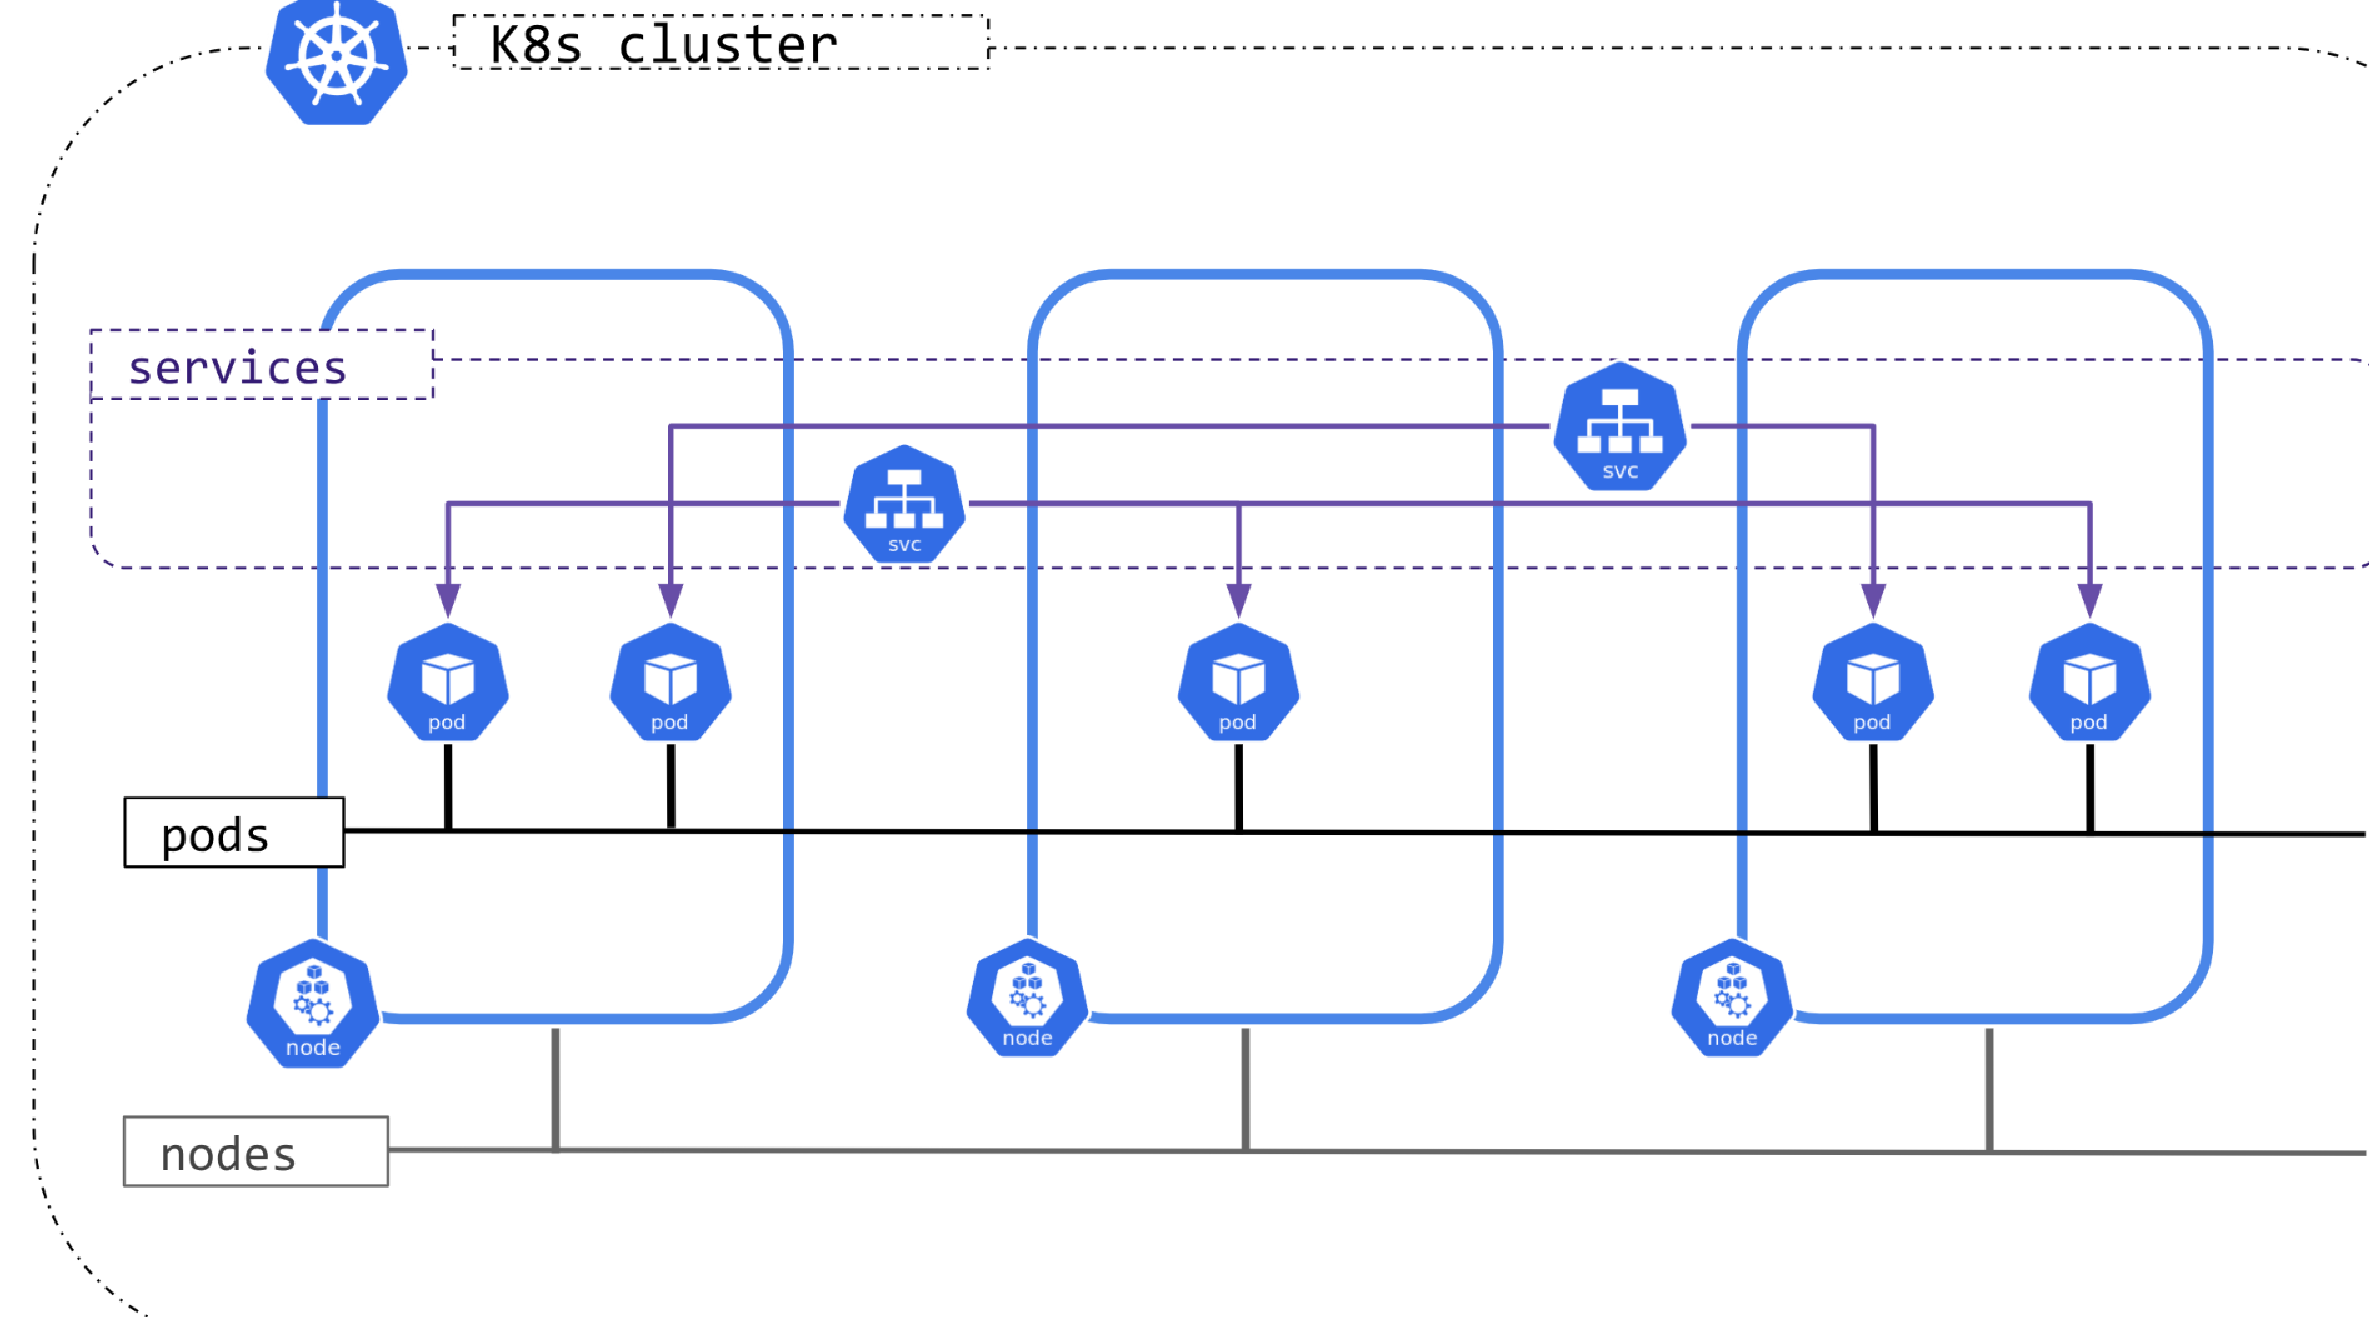 K8s cluster
services
svc
svc
pod
pod
pod
pod
pod
pods
node
node
node
nodes